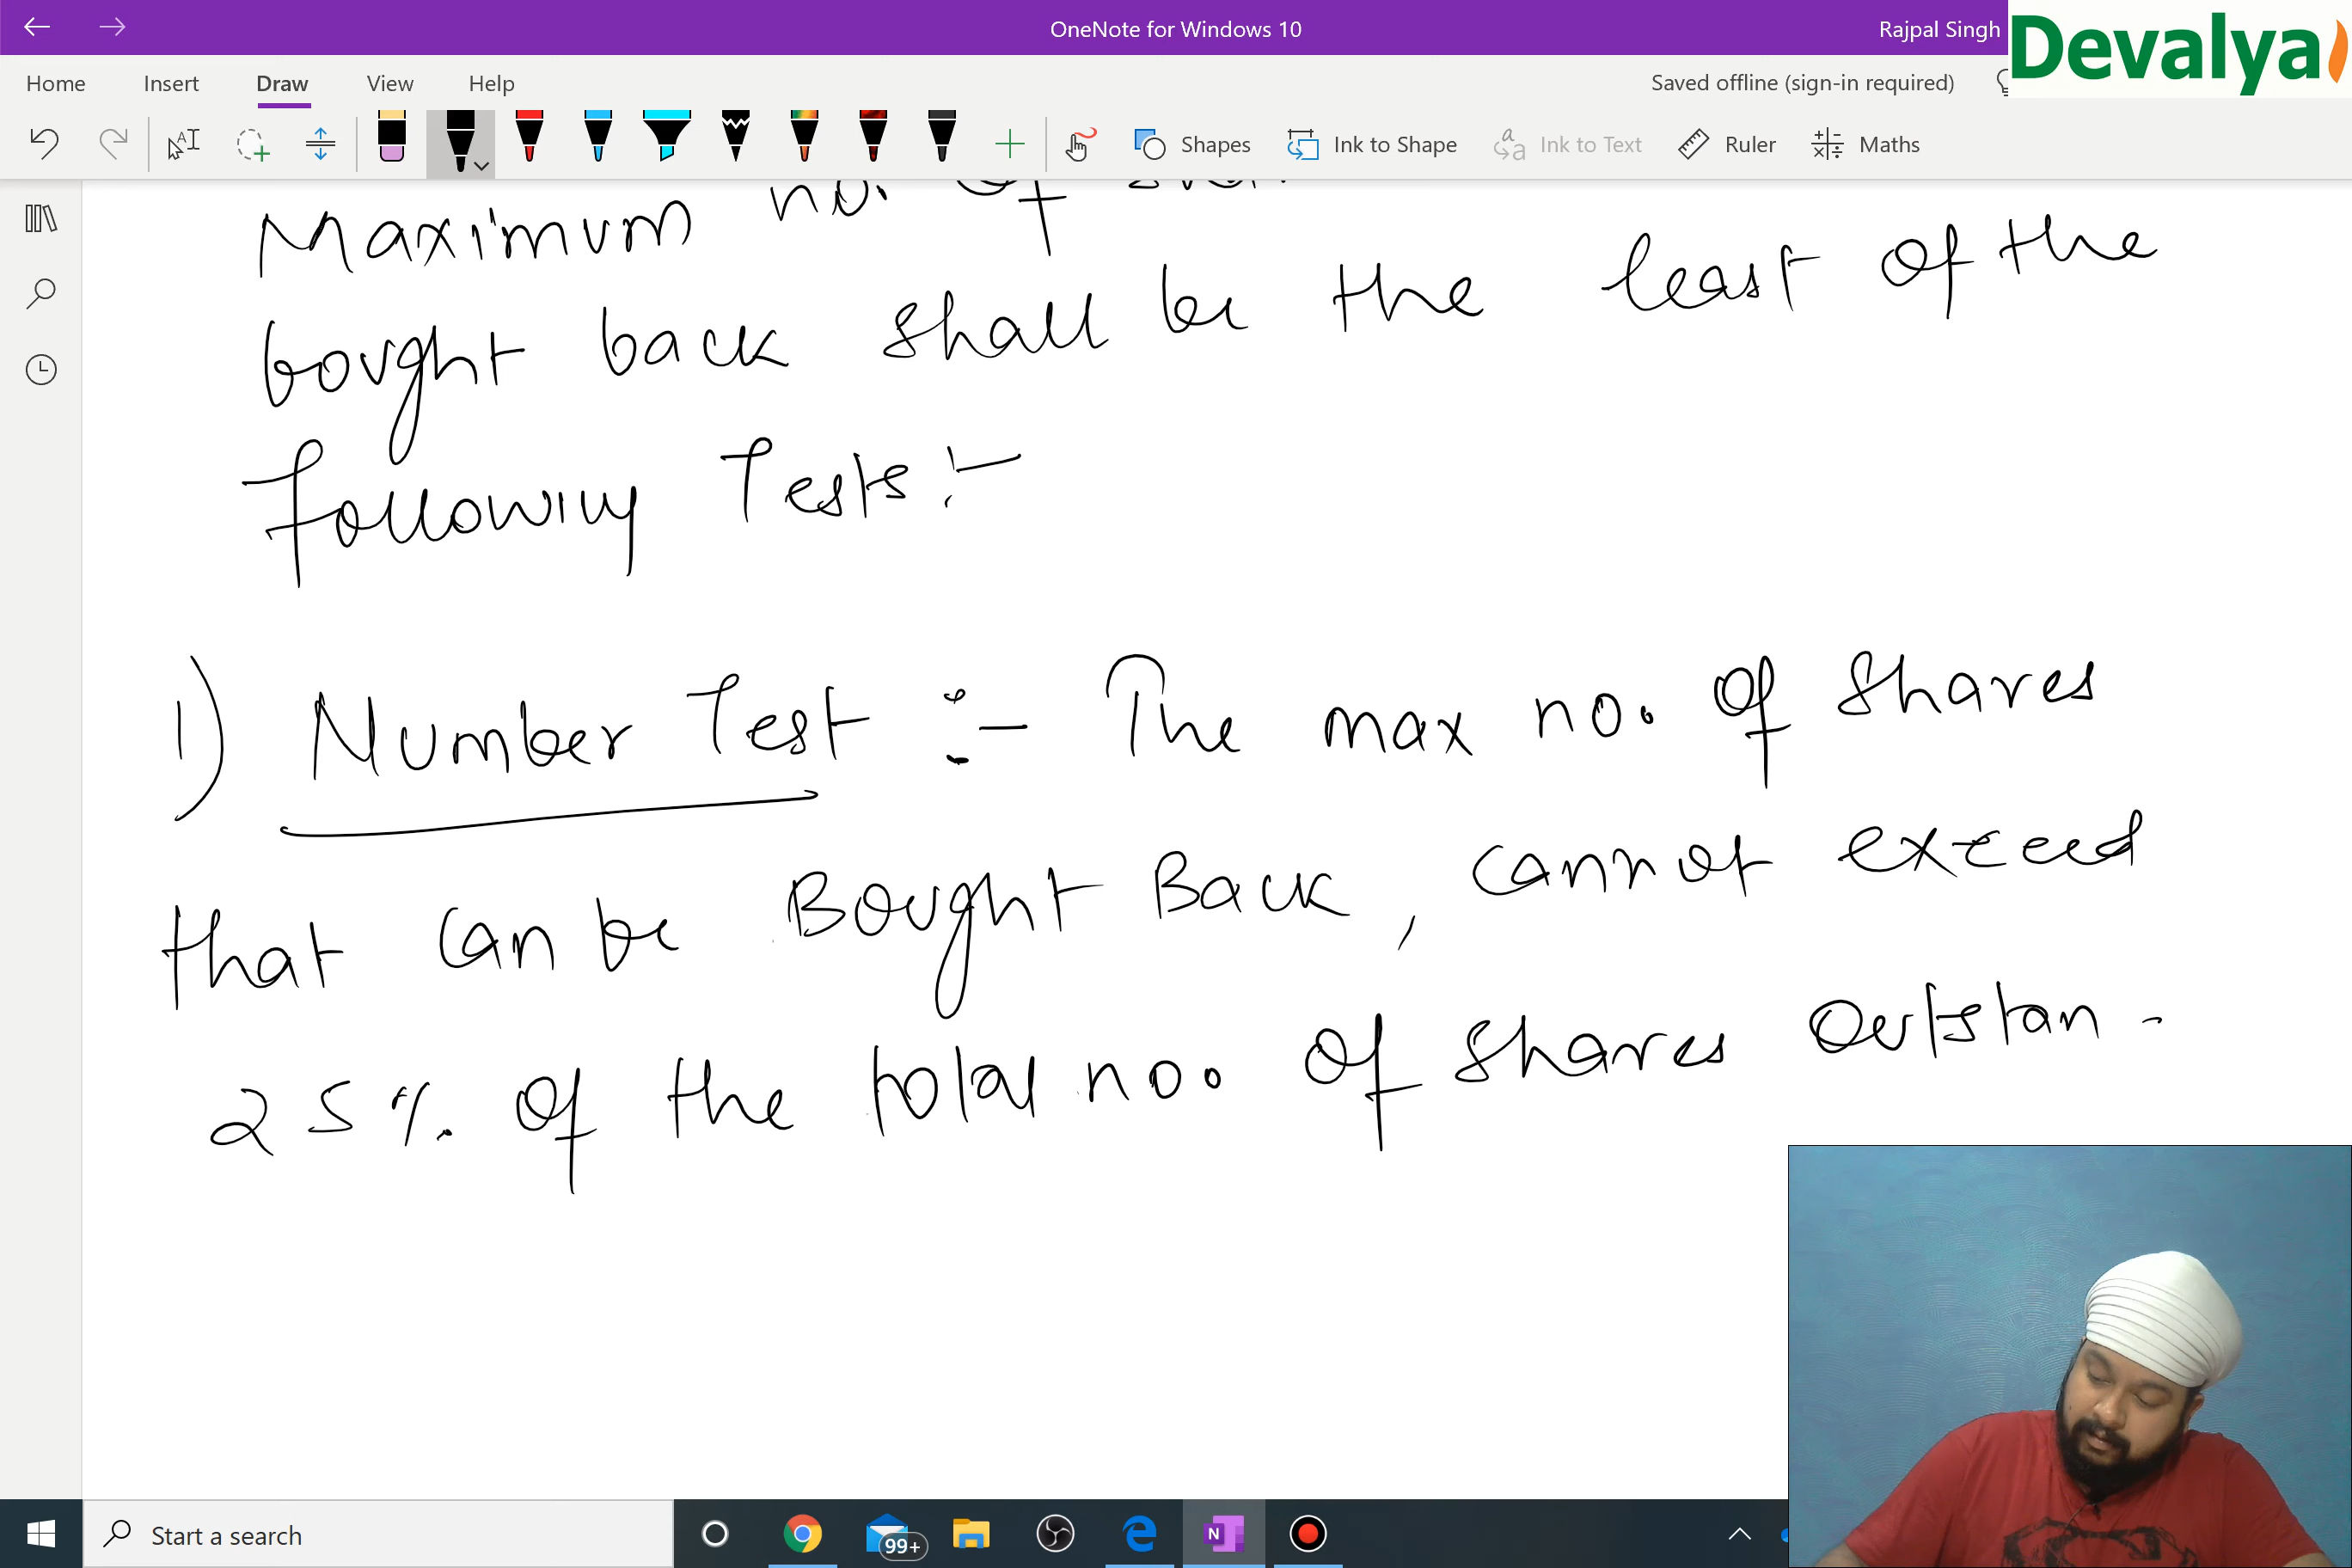 OneNote for Windows 10
Rajpal Singh
Devalya
Home Insert Draw View Help
Saved offline (sign-in required)
Shapes Ink to Shape Ink to Text Ruler Maths
Maximum no. of
bought back shall be the least of the
Following Tests :-
1) Number Test :- The max no. of shares
that can be Bought Back, cannot exceed
25% of the total no. of shares outstan -
Start a search
99+